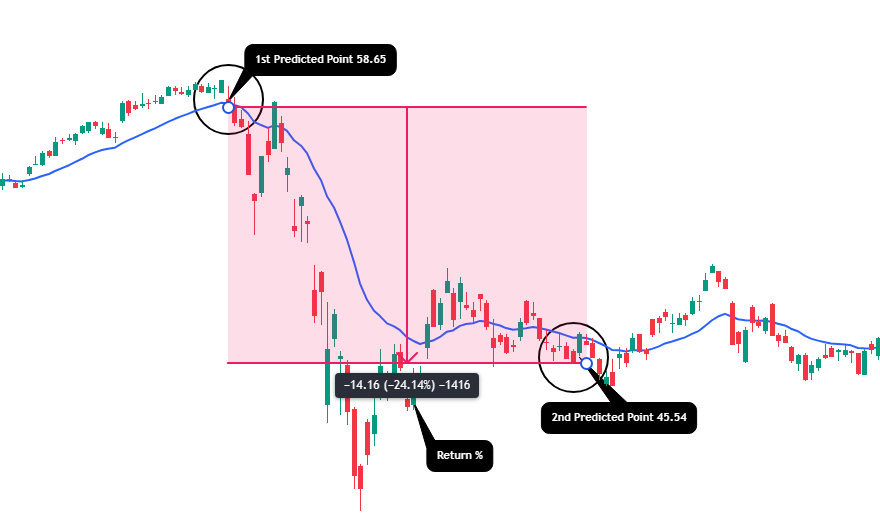 1st Predicted Point 58.65
−14.16 (−24.14%) −1416
2nd Predicted Point 45.54
Return %